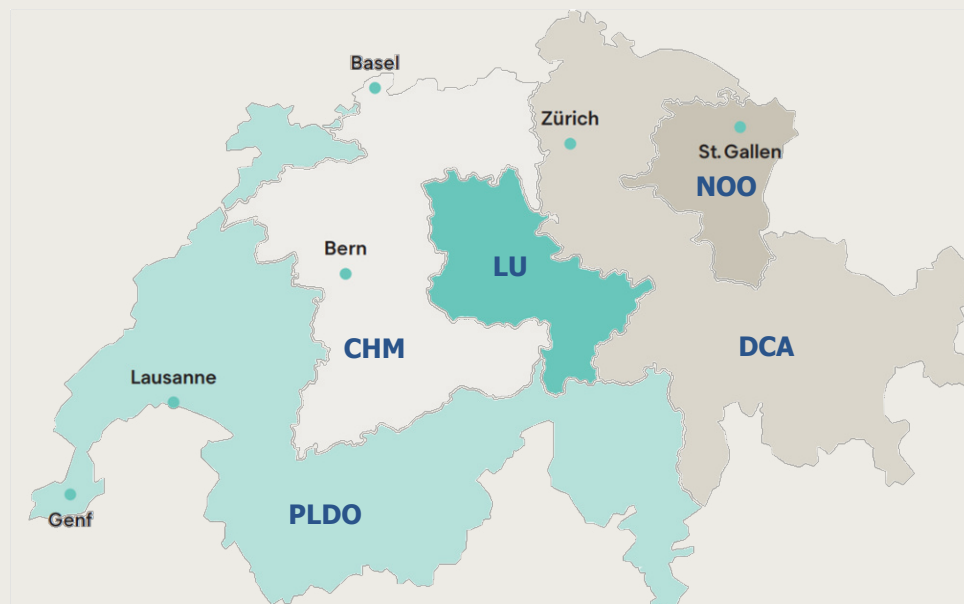 Basel
Zürich
St.Gallen
NOO
Bern
LU
CHM
DCA
Lausanne
PLDO
Genf